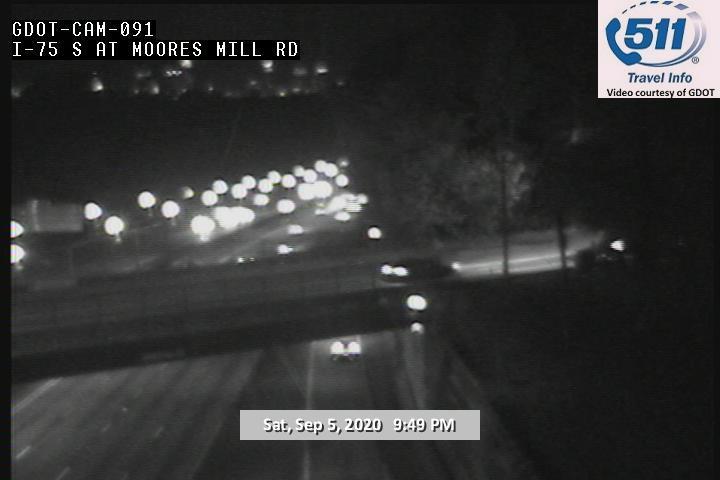 GDOT-CAM-091
I-75 S AT MOORES MILL RD
511
®
Travel Info
Video courtesy of GDOT
Sat, Sep 5, 2020 9:49 PM